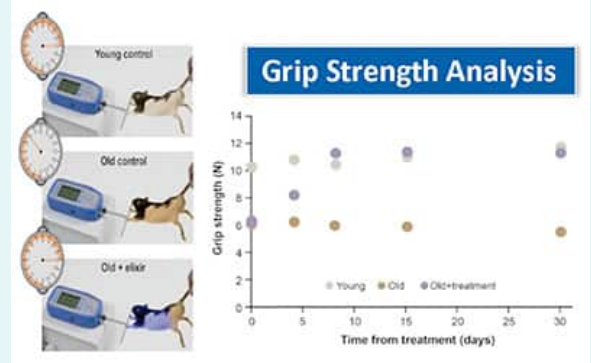 Young control
Old control
Old + elixir
Grip Strength Analysis
Grip strength (N)
14
12
10
8
6
4
2
0
Young Old Old+treatment
0 5 10 15 20 25 30
Time from treatment (days)